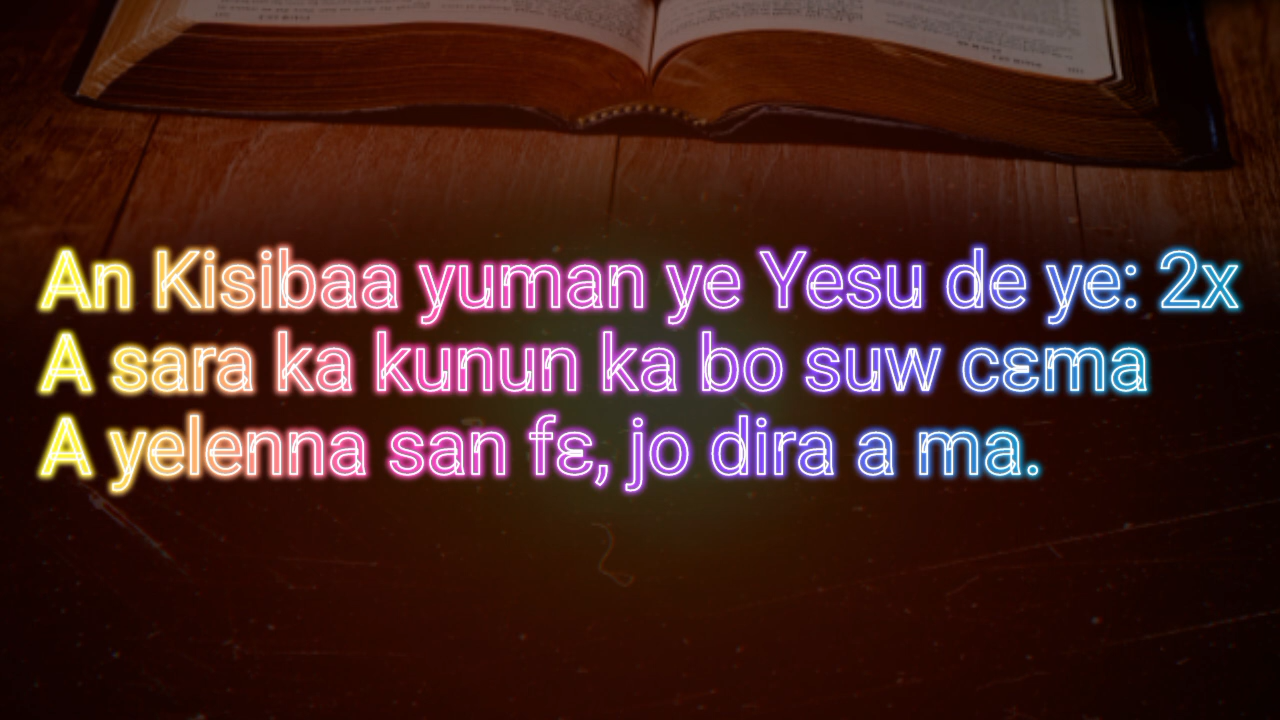 An Kisibaa yuman ye Yesu de ye: 2x
A sara ka kunun ka bo suw cɛma
A yelenna san fɛ, jo dira a ma.